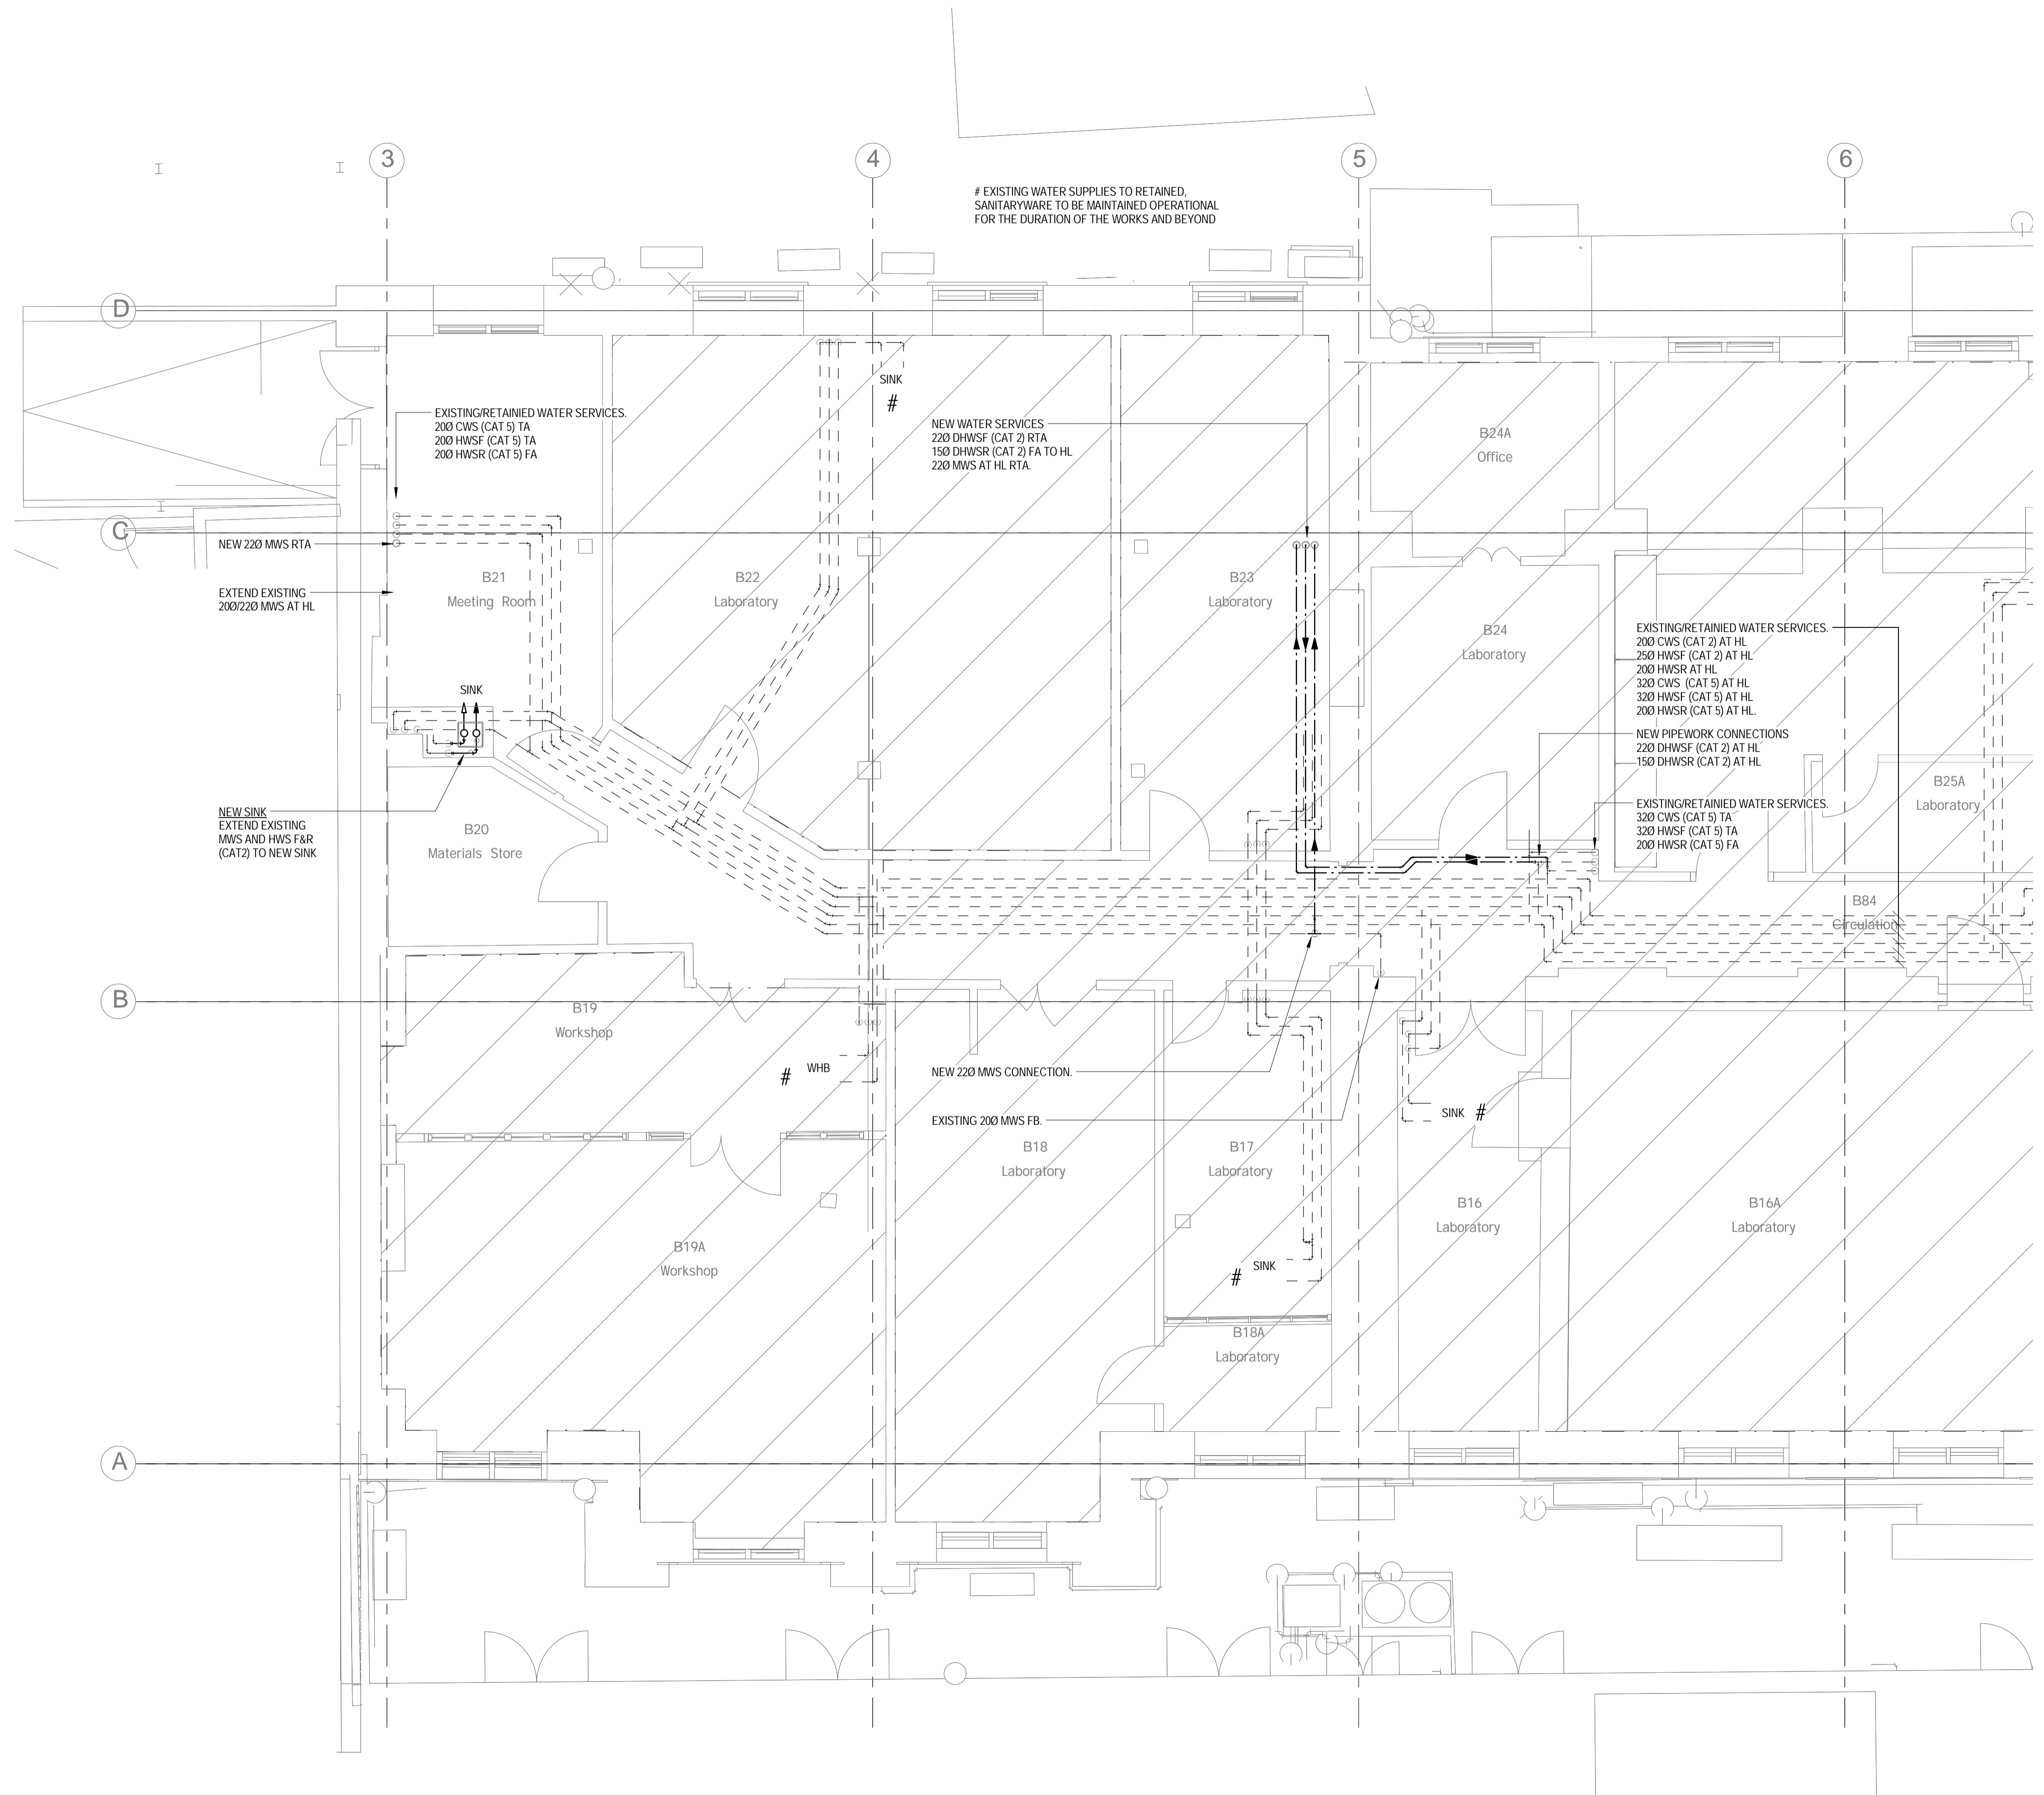 3
4
5
6
# EXISTING WATER SUPPLIES TO RETAINED,
SANITARYWARE TO BE MAINTAINED OPERATIONAL
FOR THE DURATION OF THE WORKS AND BEYOND
D
SINK
#
EXISTING/RETAINIED WATER SERVICES.
20Ø CWS (CAT 5) TA
20Ø HWSF (CAT 5) TA
20Ø HWSR (CAT 5) FA
NEW WATER SERVICES
22Ø DHWSF (CAT 2) RTA
15Ø DHWSR (CAT 2) FA TO HL
22Ø MWS AT HL RTA.
B24A
Office
C
NEW 22Ø MWS RTA
EXTEND EXISTING
20Ø/22Ø MWS AT HL
B21
Meeting Room
B22
Laboratory
B23
Laboratory
B24
Laboratory
EXISTING/RETAINIED WATER SERVICES.
20Ø CWS (CAT 2) AT HL
25Ø HWSF (CAT 2) AT HL
20Ø HWSR AT HL
32Ø CWS (CAT 5) AT HL
32Ø HWSF (CAT 5) AT HL
20Ø HWSR (CAT 5) AT HL.
SINK
NEW PIPEWORK CONNECTIONS
22Ø DHWSF (CAT 2) AT HL
15Ø DHWSR (CAT 2) AT HL
B25A
Laboratory
NEW SINK
EXTEND EXISTING
MWS AND HWS F&R
(CAT2) TO NEW SINK
B20
Materials Store
EXISTING/RETAINIED WATER SERVICES.
32Ø CWS (CAT 5) TA
32Ø HWSF (CAT 5) TA
20Ø HWSR (CAT 5) FA
B84
Circulation
B
B19
Workshop
# WHB
NEW 22Ø MWS CONNECTION.
EXISTING 20Ø MWS FB.
SINK #
B18
Laboratory
B17
Laboratory
B16
Laboratory
B16A
Laboratory
B19A
Workshop
# SINK
B18A
Laboratory
A